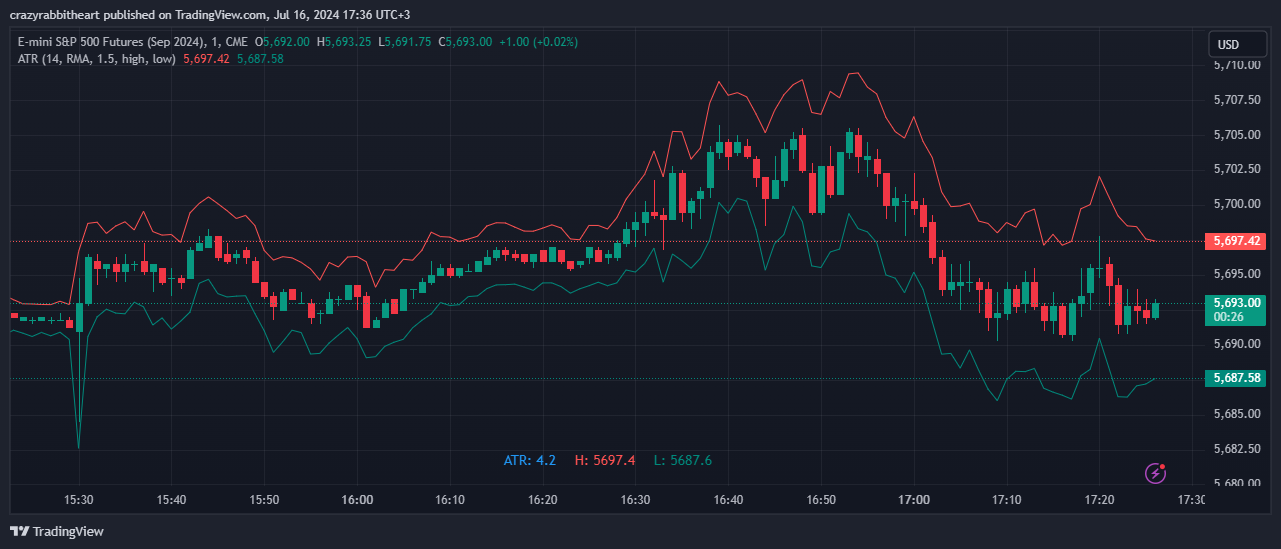 crazyrabbitheart published on TradingView.com, Jul 16, 2024 17:36 UTC+3
E-mini S&P 500 Futures (Sep 2024), 1, CME O5,692.00 H5,693.25 L5,691.75 C5,693.00 +1.00 (+0.02%)
ATR (14, RMA, 1.5, high, low) 5,697.42 5,687.58
USD
5,710.00
5,707.50
5,705.00
5,702.50
5,700.00
5,697.42
5,695.00
5,693.00
00:26
5,690.00
5,687.58
5,685.00
5,682.50
5,680.00
ATR: 4.2 H: 5697.4 L: 5687.6
15:30 15:40 15:50 16:00 16:10 16:20 16:30 16:40 16:50 17:00 17:10 17:20 17:30
TradingView